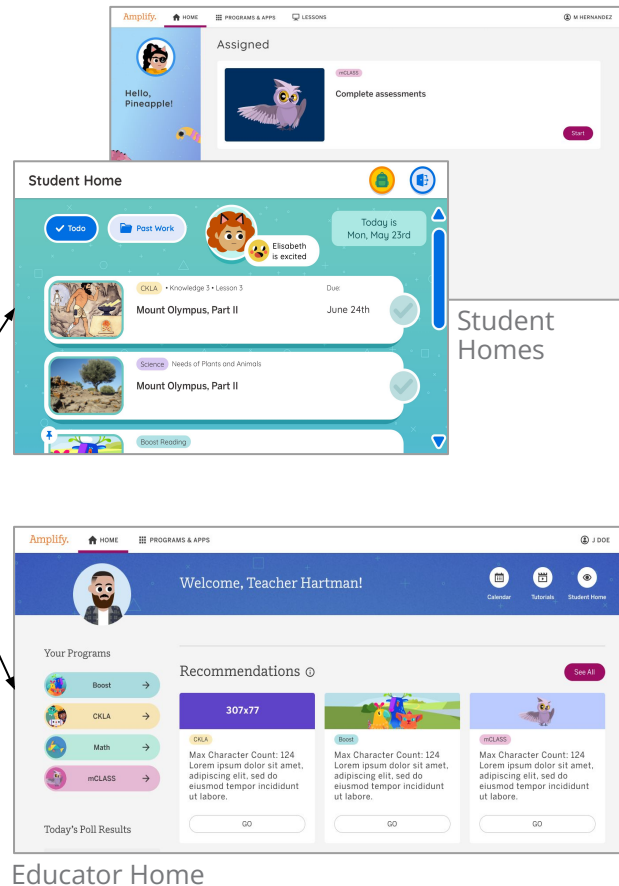 Amplify. HOME PROGRAMS & APPS LESSONS M HERNANDEZ
Assigned
Hello,
Pineapple!
mCLASS
Complete assessments
Start
Student Home
Todo
Past Work
Elisabeth
is excited
Today is
Mon, May 23rd
CKLA • Knowledge 3 • Lesson 3
Due:
Mount Olympus, Part II
June 24th
Science Needs of Plants and Animals
Mount Olympus, Part II
Boost Reading
Student
Homes
Amplify. HOME PROGRAMS & APPS J DOE
Welcome, Teacher Hartman!
Calendar
Tutorials
Student Home
Your Programs
Boost
CKLA
Math
mCLASS
Today's Poll Results
Recommendations
See All
307x77
CKLA
Max Character Count: 124
Lorem ipsum dolor sit amet,
adipiscing elit, sed do
eiusmod tempor incididunt
ut labore.
GO
Boost
Max Character Count: 124
Lorem ipsum dolor sit amet,
adipiscing elit, sed do
eiusmod tempor incididunt
ut labore.
GO
mCLASS
Max Character Count: 124
Lorem ipsum dolor sit amet,
adipiscing elit, sed do
eiusmod tempor incididunt
ut labore.
GO
Educator Home